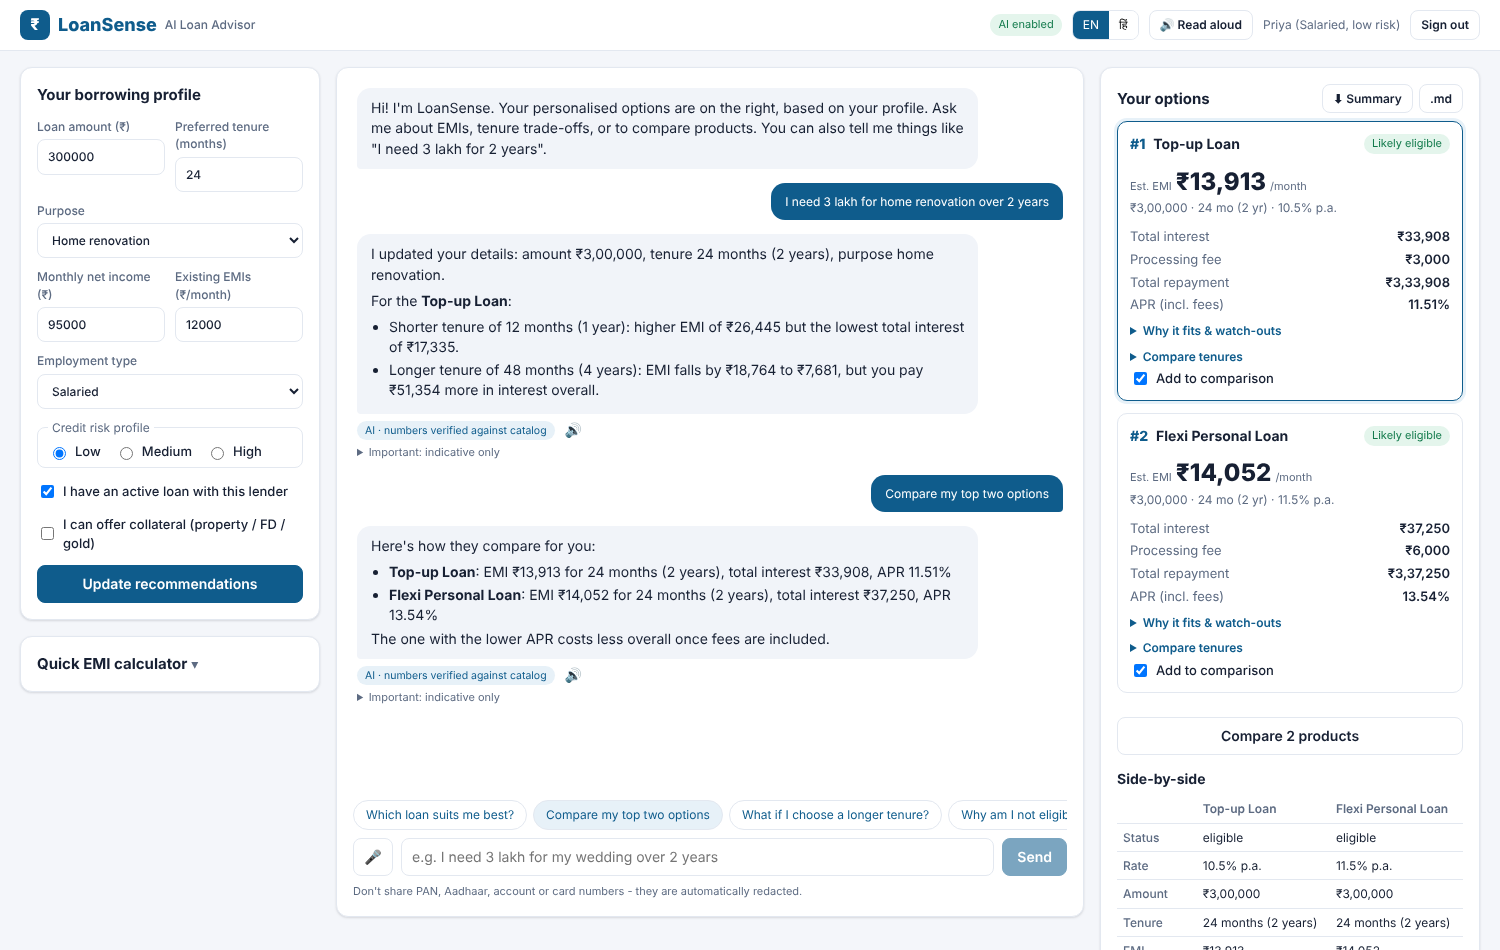 ₹ LoanSense AI Loan Advisor
AI enabled
EN हिं
🔊 Read aloud
Priya (Salaried, low risk)
Sign out
Your borrowing profile
Loan amount (₹)
300000
Preferred tenure
(months)
24
Purpose
Home renovation
Monthly net income
(₹)
95000
Existing EMIs
(₹/month)
12000
Employment type
Salaried
Credit risk profile
Low Medium High
I have an active loan with this lender
I can offer collateral (property / FD /
gold)
Update recommendations
Quick EMI calculator ▾
Hi! I'm LoanSense. Your personalised options are on the right, based on your profile. Ask
me about EMIs, tenure trade-offs, or to compare products. You can also tell me things like
"I need 3 lakh for 2 years".
I need 3 lakh for home renovation over 2 years
I updated your details: amount ₹3,00,000, tenure 24 months (2 years), purpose home
renovation.
For the Top-up Loan:
• Shorter tenure of 12 months (1 year): higher EMI of ₹26,445 but the lowest total interest
of ₹17,335.
• Longer tenure of 48 months (4 years): EMI falls by ₹18,764 to ₹7,681, but you pay
₹51,354 more in interest overall.
AI · numbers verified against catalog 🔊
▶ Important: indicative only
Compare my top two options
Here's how they compare for you:
• Top-up Loan: EMI ₹13,913 for 24 months (2 years), total interest ₹33,908, APR 11.51%
• Flexi Personal Loan: EMI ₹14,052 for 24 months (2 years), total interest ₹37,250, APR
13.54%
The one with the lower APR costs less overall once fees are included.
AI · numbers verified against catalog 🔊
▶ Important: indicative only
Which loan suits me best?
Compare my top two options
What if I choose a longer tenure?
Why am I not eligib
🎤
e.g. I need 3 lakh for my wedding over 2 years
Send
Don't share PAN, Aadhaar, account or card numbers - they are automatically redacted.
Your options
⬇ Summary
.md
#1 Top-up Loan
Likely eligible
Est. EMI ₹13,913 /month
₹3,00,000 · 24 mo (2 yr) · 10.5% p.a.
Total interest ₹33,908
Processing fee ₹3,000
Total repayment ₹3,33,908
APR (incl. fees) 11.51%
▶ Why it fits & watch-outs
▶ Compare tenures
Add to comparison
#2 Flexi Personal Loan
Likely eligible
Est. EMI ₹14,052 /month
₹3,00,000 · 24 mo (2 yr) · 11.5% p.a.
Total interest ₹37,250
Processing fee ₹6,000
Total repayment ₹3,37,250
APR (incl. fees) 13.54%
▶ Why it fits & watch-outs
▶ Compare tenures
Add to comparison
Compare 2 products
Side-by-side
Top-up Loan Flexi Personal Loan
Status eligible eligible
Rate 10.5% p.a. 11.5% p.a.
Amount ₹3,00,000 ₹3,00,000
Tenure 24 months (2 years) 24 months (2 years)
EMI ₹13,913 ₹14,052